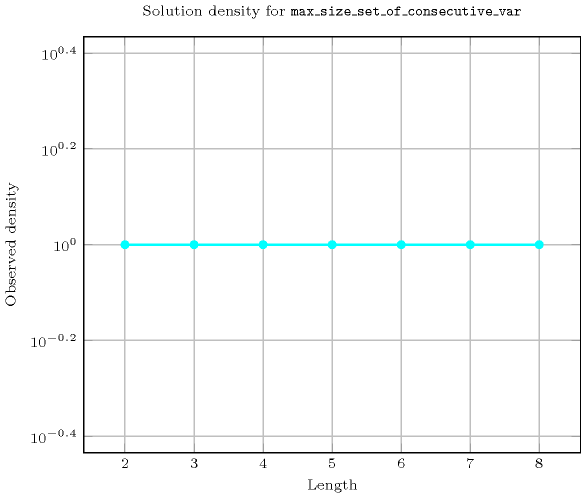 Solution density for max_size_set_of_consecutive_var
10^0.4
10^0.2
10^0
10^−0.2
10^−0.4
Observed density
2 3 4 5 6 7 8
Length